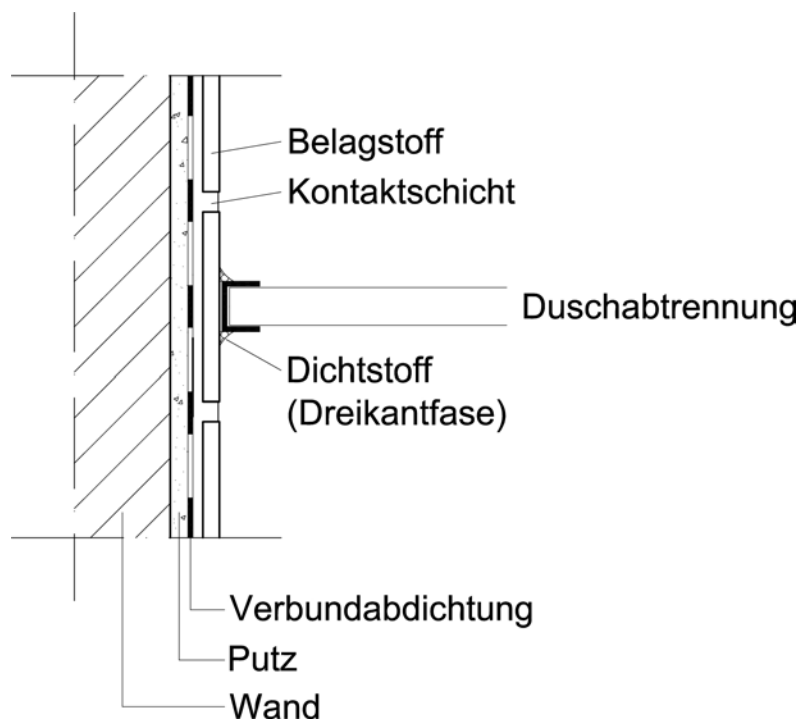 Belagstoff
Kontaktschicht
Duschabtrennung
Dichtstoff
(Dreikantfase)
Verbundabdichtung
Putz
Wand